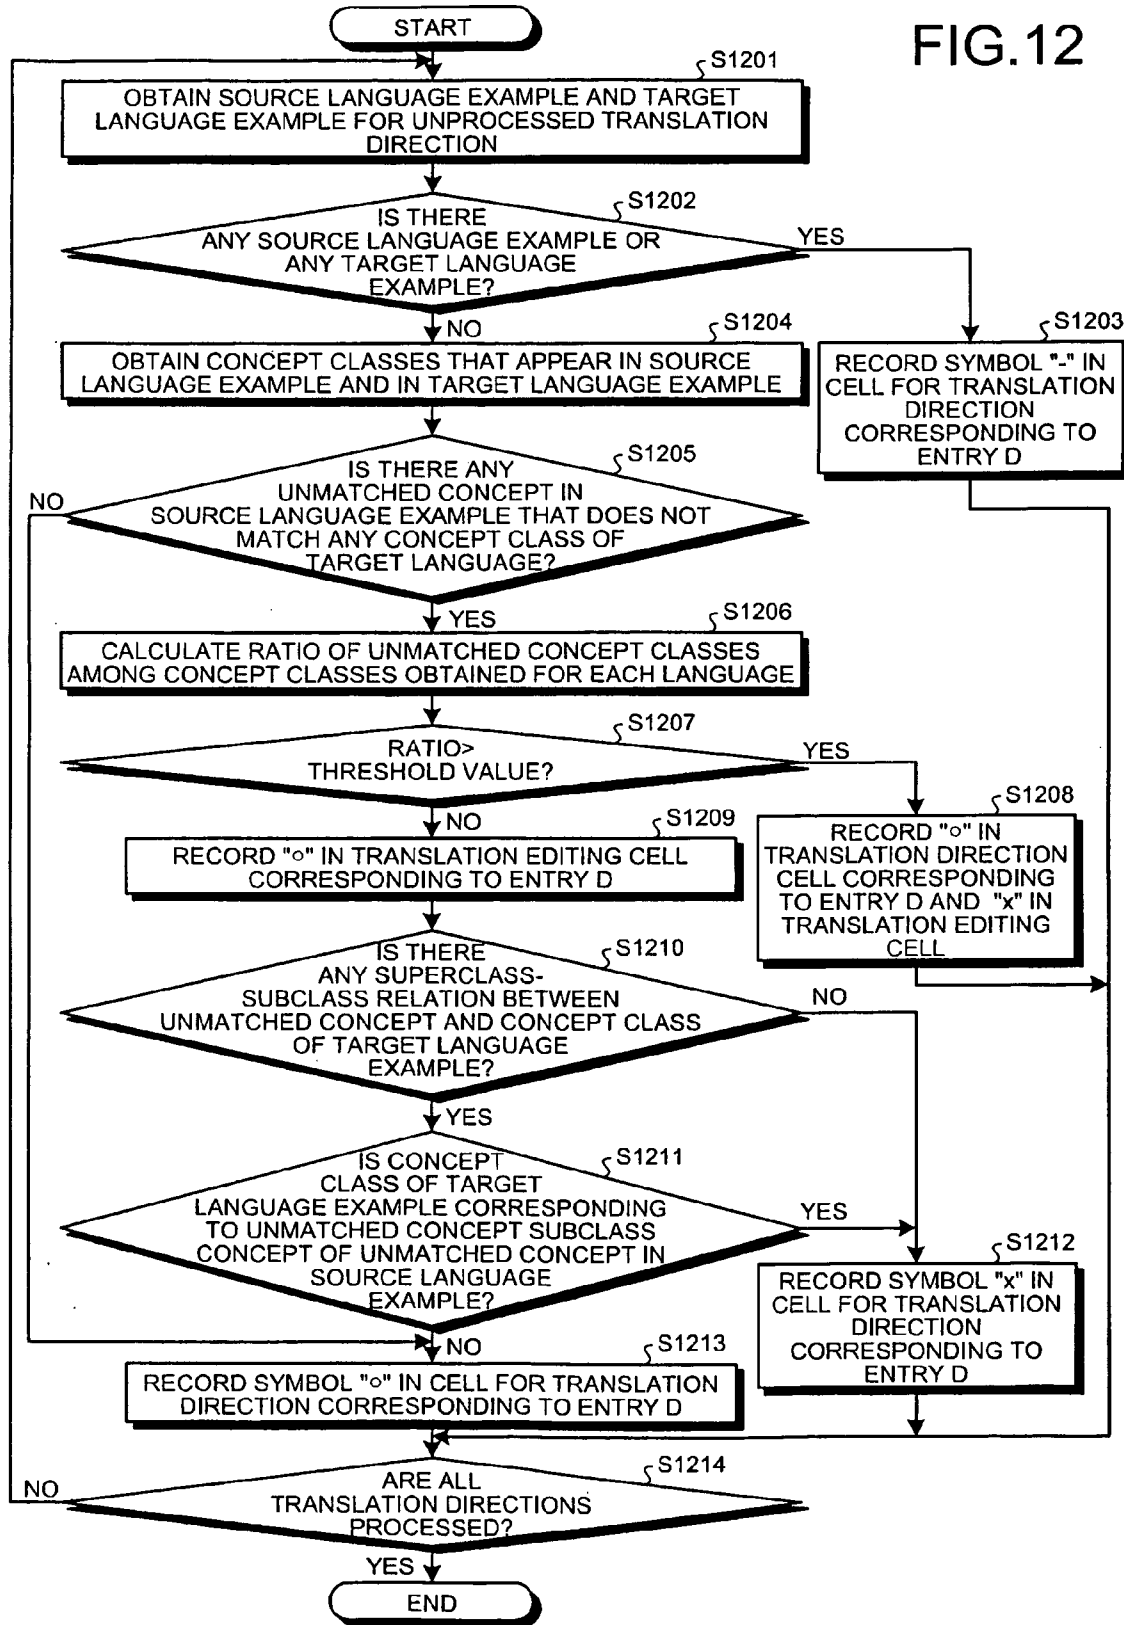 FIG.12
START
S1201
OBTAIN SOURCE LANGUAGE EXAMPLE AND TARGET
LANGUAGE EXAMPLE FOR UNPROCESSED TRANSLATION
DIRECTION
S1202
IS THERE
ANY SOURCE LANGUAGE EXAMPLE OR
ANY TARGET LANGUAGE
EXAMPLE?
YES
NO
S1203
RECORD SYMBOL "-" IN
CELL FOR TRANSLATION
DIRECTION
CORRESPONDING TO
ENTRY D
S1204
OBTAIN CONCEPT CLASSES THAT APPEAR IN SOURCE
LANGUAGE EXAMPLE AND IN TARGET LANGUAGE EXAMPLE
S1205
IS THERE ANY
UNMATCHED CONCEPT IN
SOURCE LANGUAGE EXAMPLE THAT DOES NOT
MATCH ANY CONCEPT CLASS OF
TARGET LANGUAGE?
NO
YES
S1206
CALCULATE RATIO OF UNMATCHED CONCEPT CLASSES
AMONG CONCEPT CLASSES OBTAINED FOR EACH LANGUAGE
S1207
RATIO>
THRESHOLD VALUE?
YES
NO
S1208
RECORD "○" IN
TRANSLATION DIRECTION
CELL CORRESPONDING
TO ENTRY D AND "x" IN
TRANSLATION EDITING
CELL
S1209
RECORD "○" IN TRANSLATION EDITING CELL
CORRESPONDING TO ENTRY D
S1210
IS THERE
ANY SUPERCLASS-
SUBCLASS RELATION BETWEEN
UNMATCHED CONCEPT AND CONCEPT CLASS
OF TARGET LANGUAGE
EXAMPLE?
NO
YES
S1211
IS CONCEPT
CLASS OF TARGET
LANGUAGE EXAMPLE CORRESPONDING
TO UNMATCHED CONCEPT SUBCLASS
CONCEPT OF UNMATCHED CONCEPT IN
SOURCE LANGUAGE
EXAMPLE?
YES
NO
S1212
RECORD SYMBOL "x" IN
CELL FOR TRANSLATION
DIRECTION
CORRESPONDING TO
ENTRY D
S1213
RECORD SYMBOL "○" IN CELL FOR TRANSLATION
DIRECTION CORRESPONDING TO ENTRY D
S1214
ARE ALL
TRANSLATION DIRECTIONS
PROCESSED?
NO
YES
END